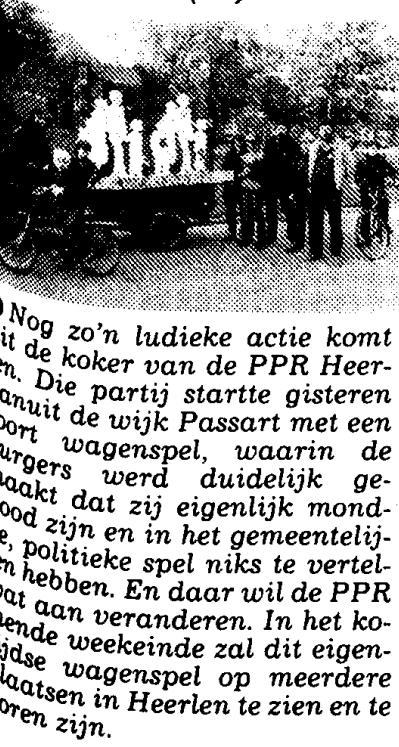 Nog zo'n ludieke actie komt
it de koker van de PPR Heer-
en. Die partij startte gisteren
anuit de wijk Passart met een
oort wagenspel, waarin de
urgers werd duidelijk ge-
aakt dat zij eigenlijk mond-
ood zijn en in het gemeentelij-
e, politieke spel niks te vertel-
en hebben. En daar wil de PPR
at aan veranderen. In het ko-
ende weekeinde zal dit eigen-
ijdse wagenspel op meerdere
laatsen in Heerlen te zien en te
oren zijn.